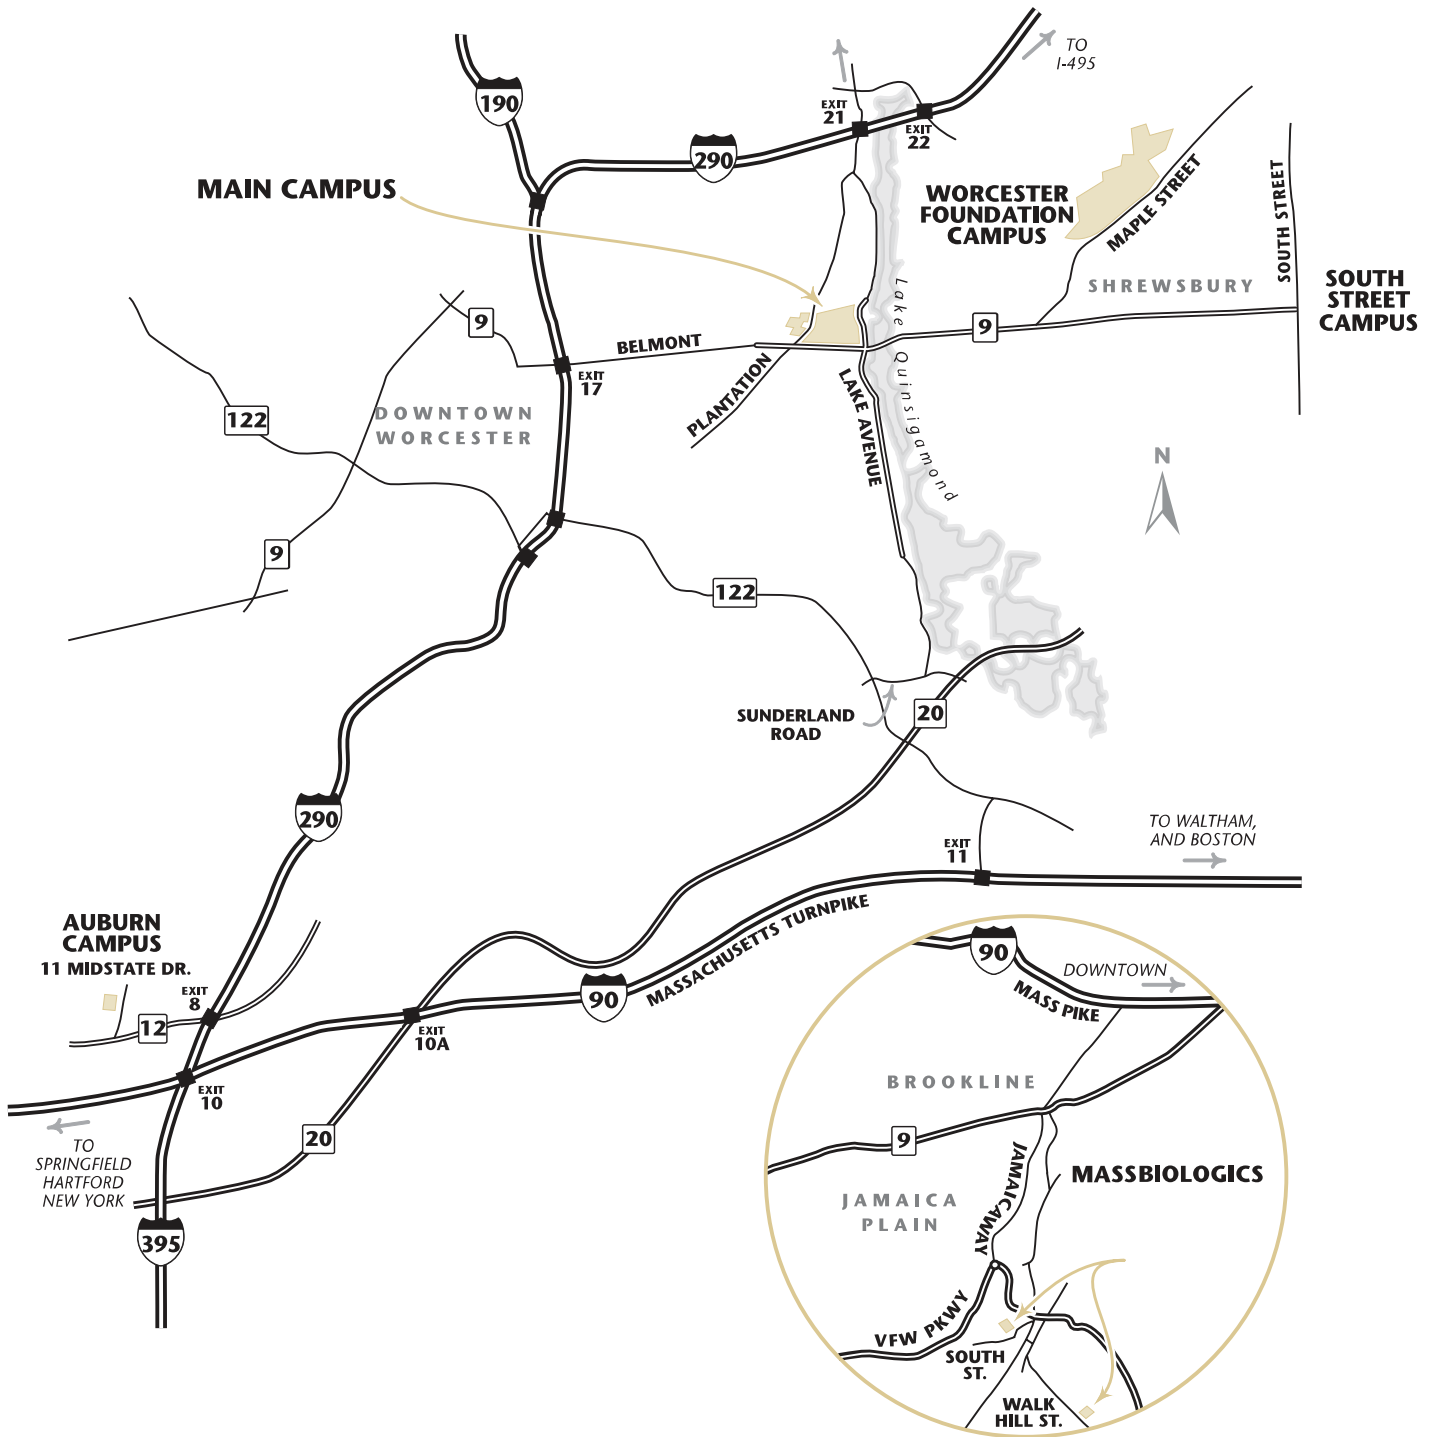 TO
I-495
190
EXIT
21
EXIT
22
290
MAIN CAMPUS
WORCESTER
FOUNDATION
CAMPUS
MAPLE STREET
SOUTH STREET
SHREWSBURY
SOUTH
STREET
CAMPUS
Lake Quinsigamond
9
BELMONT
9
EXIT
17
PLANTATION
LAKE AVENUE
122
DOWNTOWN
WORCESTER
N
9
122
SUNDERLAND
ROAD
20
290
EXIT
11
TO WALTHAM,
AND BOSTON
AUBURN
CAMPUS
11 MIDSTATE DR.
EXIT
8
12
90
MASSACHUSETTS TURNPIKE
EXIT
10A
EXIT
10
20
TO
SPRINGFIELD
HARTFORD
NEW YORK
395
90
DOWNTOWN
MASS PIKE
BROOKLINE
9
JAMAICAWAY
MASSBIOLOGICS
JAMAICA
PLAIN
VFW PKWY
SOUTH
ST.
WALK
HILL ST.